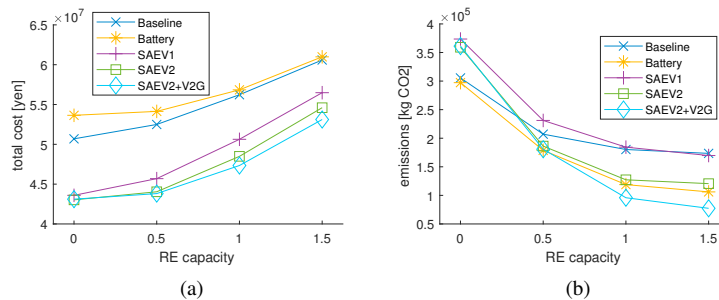 ×10⁷
6.5
6
5.5
5
4.5
4
total cost [yen]
0 0.5 1 1.5
RE capacity
Baseline
Battery
SAEV1
SAEV2
SAEV2+V2G
(a)
×10⁵
4
3.5
3
2.5
2
1.5
1
0.5
emissions [kg CO2]
0 0.5 1 1.5
RE capacity
Baseline
Battery
SAEV1
SAEV2
SAEV2+V2G
(b)